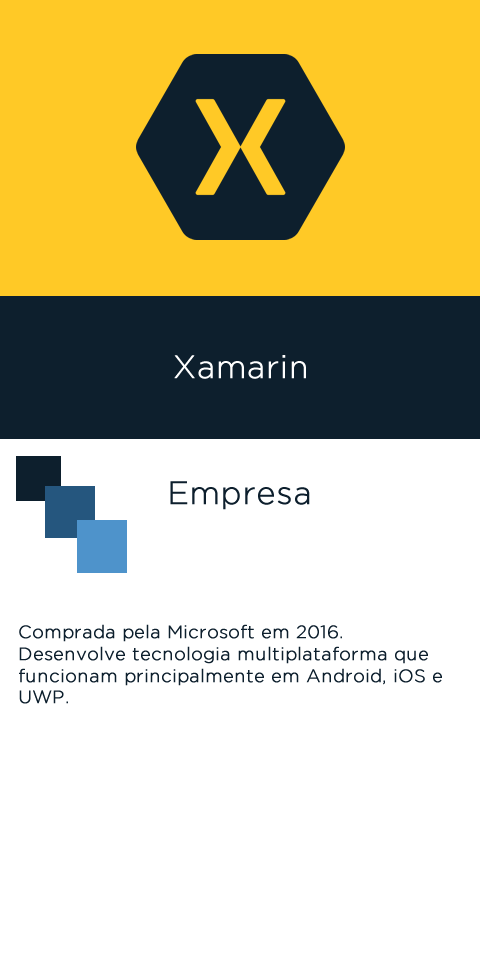 X
Xamarin
Empresa
Comprada pela Microsoft em 2016.
Desenvolve tecnologia multiplataforma que
funcionam principalmente em Android, iOS e
UWP.